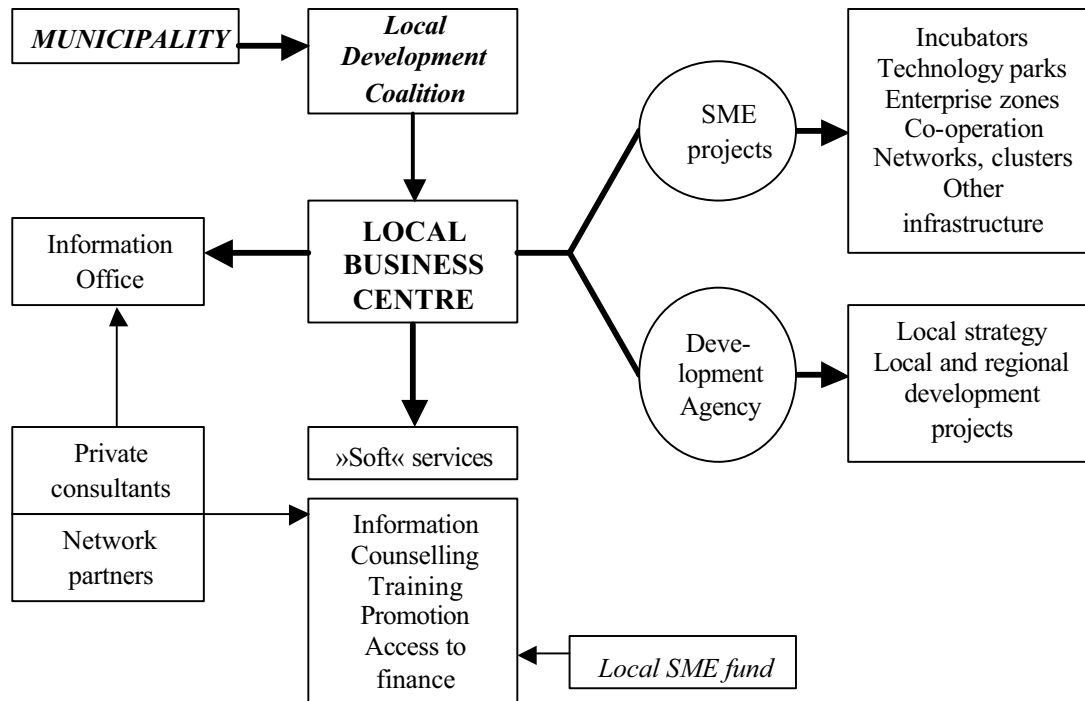 MUNICIPALITY
Local
Development
Coalition
SME
projects
Incubators
Technology parks
Enterprise zones
Co-operation
Networks, clusters
Other
infrastructure
Information
Office
LOCAL
BUSINESS
CENTRE
Deve-
lopment
Agency
Local strategy
Local and regional
development
projects
Private
consultants
Network
partners
»Soft« services
Information
Counselling
Training
Promotion
Access to
finance
Local SME fund